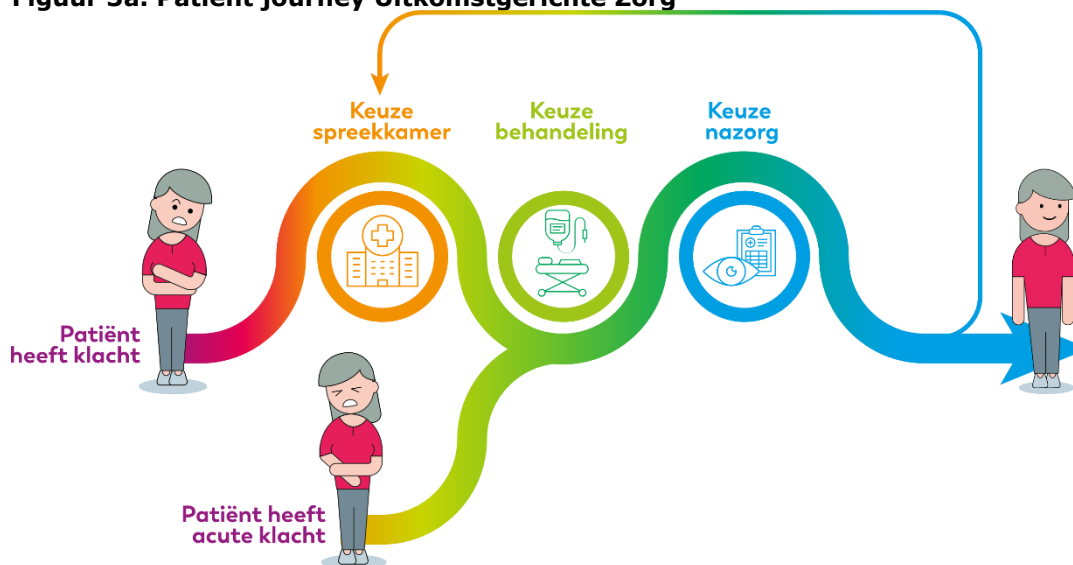 Figuur 3a: Patiënt journey Uitkomstgerichte Zorg
Keuze
spreekkamer
Keuze
behandeling
Keuze
nazorg
Patiënt
heeft klacht
Patiënt heeft
acute klacht